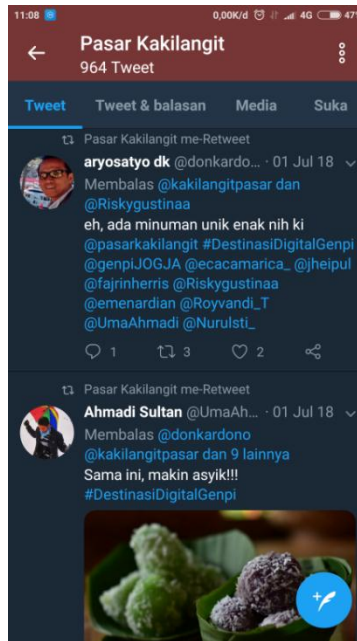 11:08 0,00K/d 4G 47
Pasar Kakilangit
964 Tweet
Tweet Tweet & balasan Media Suka
Pasar Kakilangit me-Retweet
aryosatyo dk @donkardo... · 01 Jul 18
Membalas @kakilangitpasar dan
@Riskygustinaa
eh, ada minuman unik enak nih ki
@pasarkakilangit #DestinasiDigitalGenpi
@genpiJOGJA @ecacamarica_ @jheipul
@fajrinherris @Riskygustinaa
@emenardian @Royvandi_T
@UmaAhmadi @Nurulsti_
1 3 2
Pasar Kakilangit me-Retweet
Ahmadi Sultan @UmaAh... · 01 Jul 18
Membalas @donkardono
@kakilangitpasar dan 9 lainnya
Sama ini, makin asyik!!!
#DestinasiDigitalGenpi